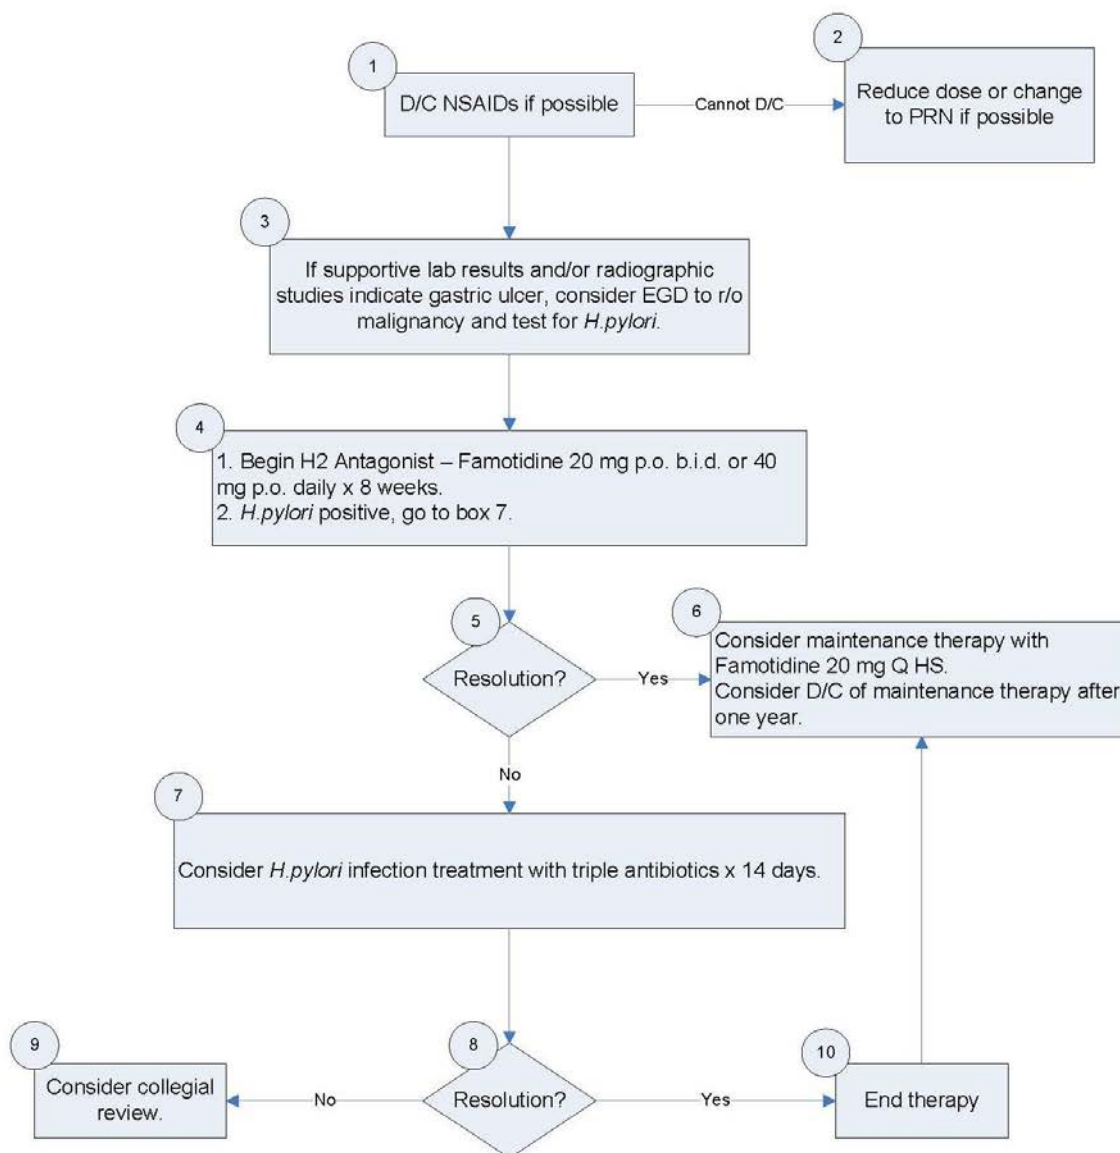 1
D/C NSAIDs if possible
Cannot D/C
2
Reduce dose or change
to PRN if possible
3
If supportive lab results and/or radiographic
studies indicate gastric ulcer, consider EGD to r/o
malignancy and test for H.pylori.
4
1. Begin H2 Antagonist – Famotidine 20 mg p.o. b.i.d. or 40
mg p.o. daily x 8 weeks.
2. H.pylori positive, go to box 7.
5
Resolution?
Yes
6
Consider maintenance therapy with
Famotidine 20 mg Q HS.
Consider D/C of maintenance therapy after
one year.
No
7
Consider H.pylori infection treatment with triple antibiotics x 14 days.
8
Resolution?
No
9
Consider collegial
review.
Yes
10
End therapy